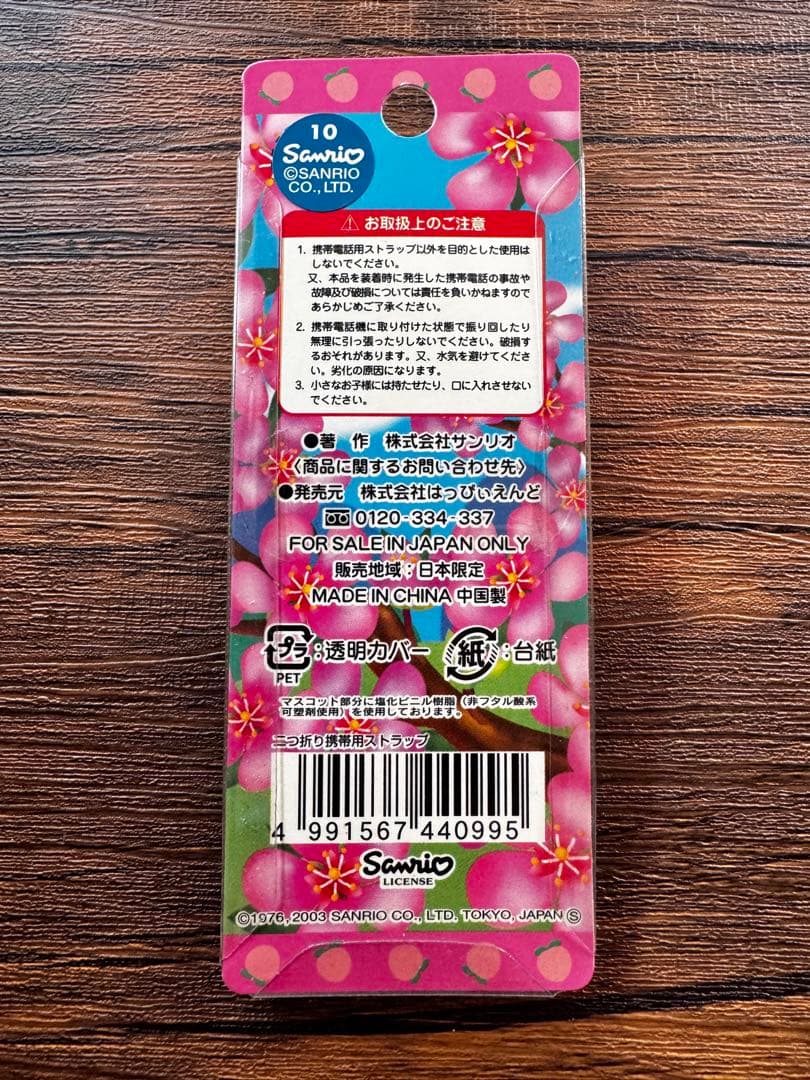 10
Sanrio
©SANRIO
CO., LTD.
⚠ お取扱上のご注意
1. 携帯電話用ストラップ以外を目的とした使用は
しないでください。
又、本品を装着時に発生した携帯電話の事故や
故障及び破損については責任を負いかねますので
あらかじめご了承ください。
2. 携帯電話機に取り付けた状態で振り回したり
無理に引っ張ったりしないでください。破損す
るおそれがあります。又、水気を避けてくださ
い。劣化の原因になります。
3. 小さなお子様には持たせたり、口に入れさせない
でください。
●著 作 株式会社サンリオ
〈商品に関するお問い合わせ先〉
●発売元 株式会社はっぴぃえんど
0120-334-337
FOR SALE IN JAPAN ONLY
販売地域：日本限定
MADE IN CHINA 中国製
プラ：透明カバー 紙：台紙
PET
マスコット部分に塩化ビニル樹脂（非フタル酸系
可塑剤使用）を使用しております。
二つ折り携帯用ストラップ
4 991567 440995
Sanrio
LICENSE
©1976, 2003 SANRIO CO., LTD. TOKYO, JAPAN Ⓢ